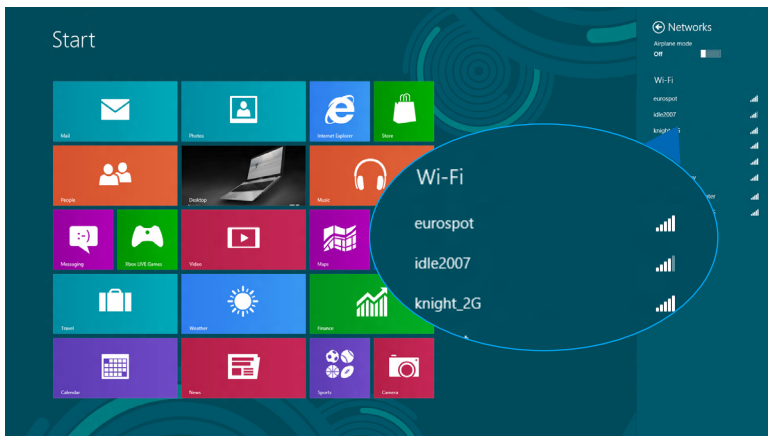 Start
Mail
Photos
Internet Explorer
Store
People
Desktop
Music
Messaging
Xbox LIVE Games
Video
Maps
Travel
Weather
Finance
Calendar
News
Sports
Camera
Networks
Airplane mode
Off
Wi-Fi
eurospot
idle2007
Wi-Fi
eurospot
idle2007
knight_2G